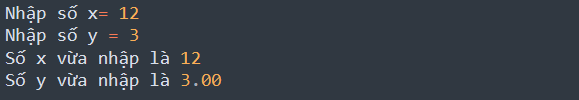 Nhập số x= 12
Nhập số y = 3
Số x vừa nhập là 12
Số y vừa nhập là 3.00